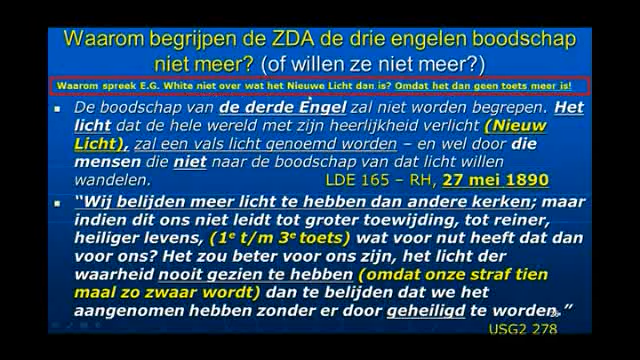 Waarom begrijpen de ZDA de drie engelen boodschap
niet meer? (of willen ze niet meer?)
Waarom spreek E.G. White niet over wat het Nieuwe Licht dan is? Omdat het dan geen toets meer is!
▪ De boodschap van de derde Engel zal niet worden begrepen. Het
licht dat de hele wereld met zijn heerlijkheid verlicht (Nieuw
Licht), zal een vals licht genoemd worden – en wel door die
mensen die niet naar de boodschap van dat licht willen
wandelen. LDE 165 – RH, 27 mei 1890
▪ “Wij belijden meer licht te hebben dan andere kerken; maar
indien dit ons niet leidt tot groter toewijding, tot reiner,
heiliger levens, (1e t/m 3e toets) wat voor nut heeft dat dan
voor ons? Het zou beter voor ons zijn, het licht der
waarheid nooit gezien te hebben (omdat onze straf tien
maal zo zwaar wordt) dan te belijden dat we het
aangenomen hebben zonder er door geheiligd te worden.”
USG2 278